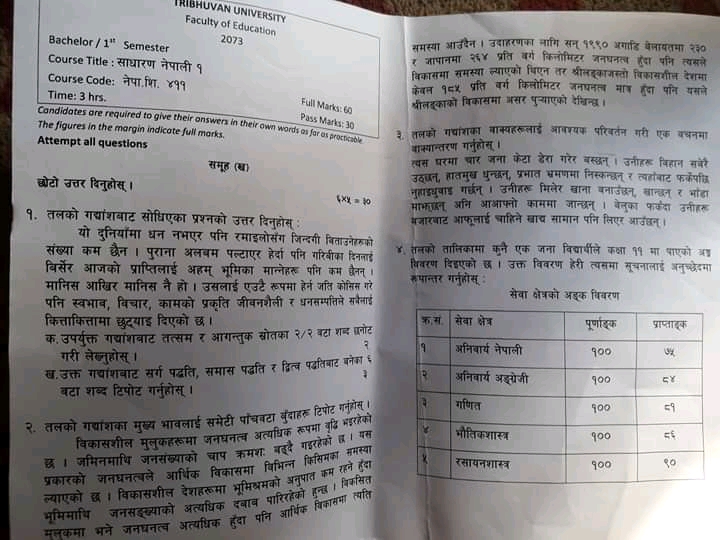 TRIBHUVAN UNIVERSITY
Faculty of Education
2073
Bachelor / 1st Semester
Course Title : साधारण नेपाली १
Course Code: नेपा.शि. ४११
Time: 3 hrs.
Full Marks: 60
Pass Marks: 30
Candidates are required to give their answers in their own words as far as practicable
The figures in the margin indicate full marks.
Attempt all questions
समूह (ख)
छोटो उत्तर दिनुहोस् ।
६×५ = ३०
१. तलको गद्यांशबाट सोधिएका प्रश्नको उत्तर दिनुहोस् :
यो दुनियाँमा धन नभएर पनि रमाइलोसंग जिन्दगी बिताउनेहरुको
संख्या कम छैन । पुराना अलबम पल्टाएर हेर्दा पनि गरिवीका दिनलाई
बिर्सेर आजको प्राप्तिलाई अहम् भूमिका मान्नेहरू पनि कम छैनन् ।
मानिस आखिर मानिस नै हो । उसलाई एउटै रूपमा हेर्न जति कोसिस गरे
पनि स्वभाव, विचार, कामको प्रकृति जीवनशैली र धनसम्पत्तिले सबैलाई
कित्ताकित्तामा छुट्याइ दिएको छ ।
क. उपर्युक्त गद्यांशबाट तत्सम र आगन्तुक स्रोतका २/२ वटा शब्द छनोट
गरी लेख्नुहोस् ।
२
ख. उक्त गद्यांशबाट सर्ग पद्धति, समास पद्धति र द्वित्व पद्धतिबाट बनेका ६
वटा शब्द टिपोट गर्नुहोस् ।
३
२. तलको गद्यांशका मुख्य भावलाई समेटी पाँचवटा बुँदाहरू टिपोट गर्नुहोस् ।
विकासशील मुलुकहरूमा जनघनत्व अत्यधिक रूपमा वृद्धि भइरहेको
छ । जमिनमाथि जनसंख्याको चाप क्रमशः बढ्दै गइरहेको छ । यस
प्रकारको जनघनत्वले आर्थिक विकासमा विभिन्न किसिमका समस्या
ल्याएको छ । विकासशील देशहरूमा भूमिश्रमको अनुपात कम रहने हुँदा
भूमिमाथि जनसङ्ख्याको अत्यधिक दबाब पारिरहेको हुन्छ । विकसित
मुलुकमा भने जनघनत्व अत्यधिक हुँदा पनि आर्थिक विकासमा त्यति
समस्या आउँदैन । उदाहरणका लागि सन् १९९० अगाडि बेलायतमा २३०
र जापानमा २६४ प्रति वर्ग किलोमिटर जनघनत्व हुँदा पनि त्यसले
विकासमा समस्या ल्याएको थिएन तर श्रीलङ्काजस्तो विकासशील देशमा
केवल १८५ प्रति वर्ग किलोमिटर जनघनत्व मात्र हुँदा पनि यसले
श्रीलङ्काको विकासमा असर पुऱ्याएको देखिन्छ ।
३. तलको गद्यांशका वाक्यहरूलाई आवश्यक परिवर्तन गरी एक वचनमा
वाक्यान्तरण गर्नुहोस् ।
त्यस घरमा चार जना केटा डेरा गरेर बस्छन् । उनीहरू विहान सबेरै
उठ्छन्, हातमुख धुन्छन्, प्रभात भ्रमणमा निस्कन्छन् र त्यहाँबाट फर्केपछि
नुहाइधुवाइ गर्छन् । उनीहरू मिलेर खाना बनाउँछन्, खान्छन् र भाँडा
माभ्छन् अनि आआफ्नो काममा जान्छन् । बेलुका फर्कंदा उनीहरू
बजारबाट आफूलाई चाहिने खाद्य सामान पनि लिएर आउँछन् ।
४. तलको तालिकामा कुनै एक जना विद्यार्थीले कक्षा ११ मा पाएको अङ्क
विवरण दिइएको छ । उक्त विवरण हेरी त्यसमा सूचनालाई अनुच्छेदमा
रूपान्तर गर्नुहोस् :
सेवा क्षेत्रको अङ्क विवरण
क्र.सं. सेवा क्षेत्र पूर्णाङ्क प्राप्ताङ्क
१ अनिवार्य नेपाली १०० ७५
२ अनिवार्य अङ्ग्रेजी १०० ८४
३ गणित १०० ८१
४ भौतिकशास्त्र १०० ८६
५ रसायनशास्त्र १०० ९०